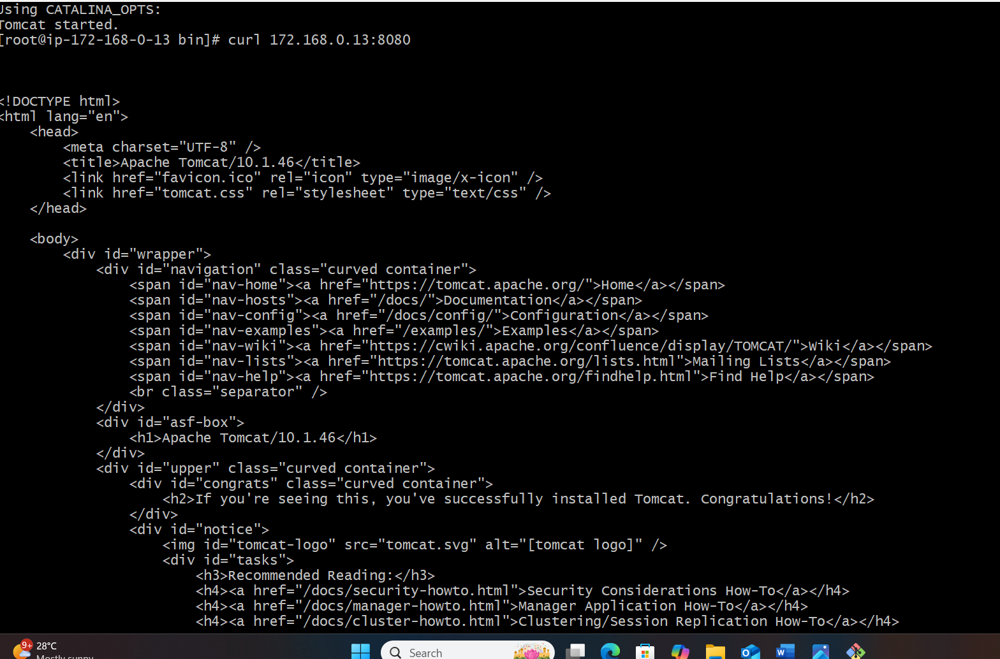 Using CATALINA_OPTS:
Tomcat started.
[root@ip-172-168-0-13 bin]# curl 172.168.0.13:8080
<!DOCTYPE html>
<html lang="en">
    <head>
        <meta charset="UTF-8" />
        <title>Apache Tomcat/10.1.46</title>
        <link href="favicon.ico" rel="icon" type="image/x-icon" />
        <link href="tomcat.css" rel="stylesheet" type="text/css" />
    </head>
    <body>
        <div id="wrapper">
            <div id="navigation" class="curved container">
                <span id="nav-home"><a href="https://tomcat.apache.org/">Home</a></span>
                <span id="nav-hosts"><a href="/docs/">Documentation</a></span>
                <span id="nav-config"><a href="/docs/config/">Configuration</a></span>
                <span id="nav-examples"><a href="/examples/">Examples</a></span>
                <span id="nav-wiki"><a href="https://cwiki.apache.org/confluence/display/TOMCAT/">Wiki</a></span>
                <span id="nav-lists"><a href="https://tomcat.apache.org/lists.html">Mailing Lists</a></span>
                <span id="nav-help"><a href="https://tomcat.apache.org/findhelp.html">Find Help</a></span>
                <br class="separator" />
            </div>
            <div id="asf-box">
                <h1>Apache Tomcat/10.1.46</h1>
            </div>
            <div id="upper" class="curved container">
                <div id="congrats" class="curved container">
                    <h2>If you're seeing this, you've successfully installed Tomcat. Congratulations!</h2>
                </div>
                <div id="notice">
                    <img id="tomcat-logo" src="tomcat.svg" alt="[tomcat logo]" />
                    <div id="tasks">
                        <h3>Recommended Reading:</h3>
                        <h4><a href="/docs/security-howto.html">Security Considerations How-To</a></h4>
                        <h4><a href="/docs/manager-howto.html">Manager Application How-To</a></h4>
                        <h4><a href="/docs/cluster-howto.html">Clustering/Session Replication How-To</a></h4>
9+
28°C
Mostly sunny
Search